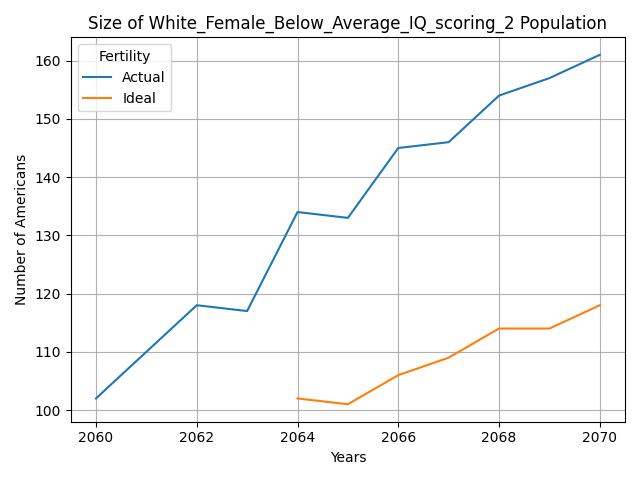 Size of White_Female_Below_Average_IQ_scoring_2 Population
Fertility
Actual
Ideal
Number of Americans
160
150
140
130
120
110
100
2060 2062 2064 2066 2068 2070
Years